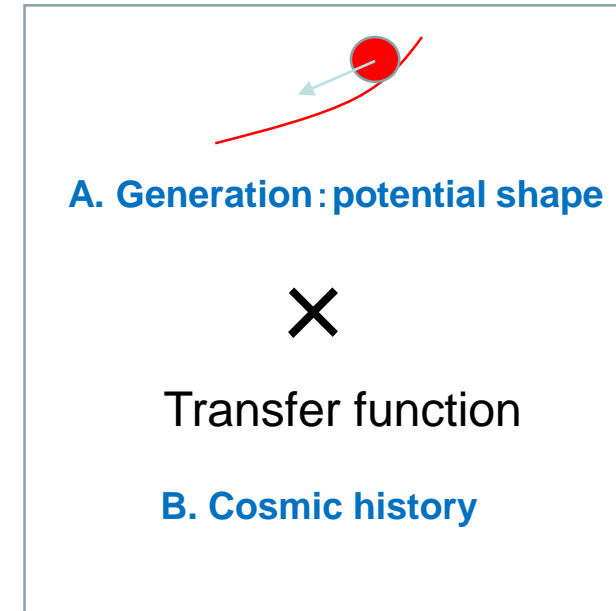 A. Generation：potential shape
×
Transfer function
B. Cosmic history